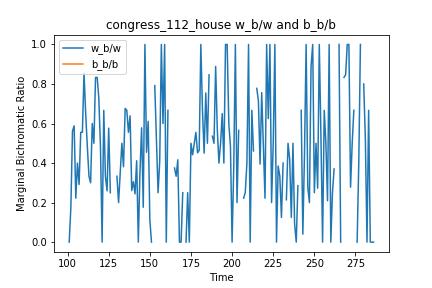 congress_112_house w_b/w and b_b/b
w_b/w
b_b/b
Marginal Bichromatic Ratio
1.0
0.8
0.6
0.4
0.2
0.0
100
125
150
175
200
225
250
275
Time